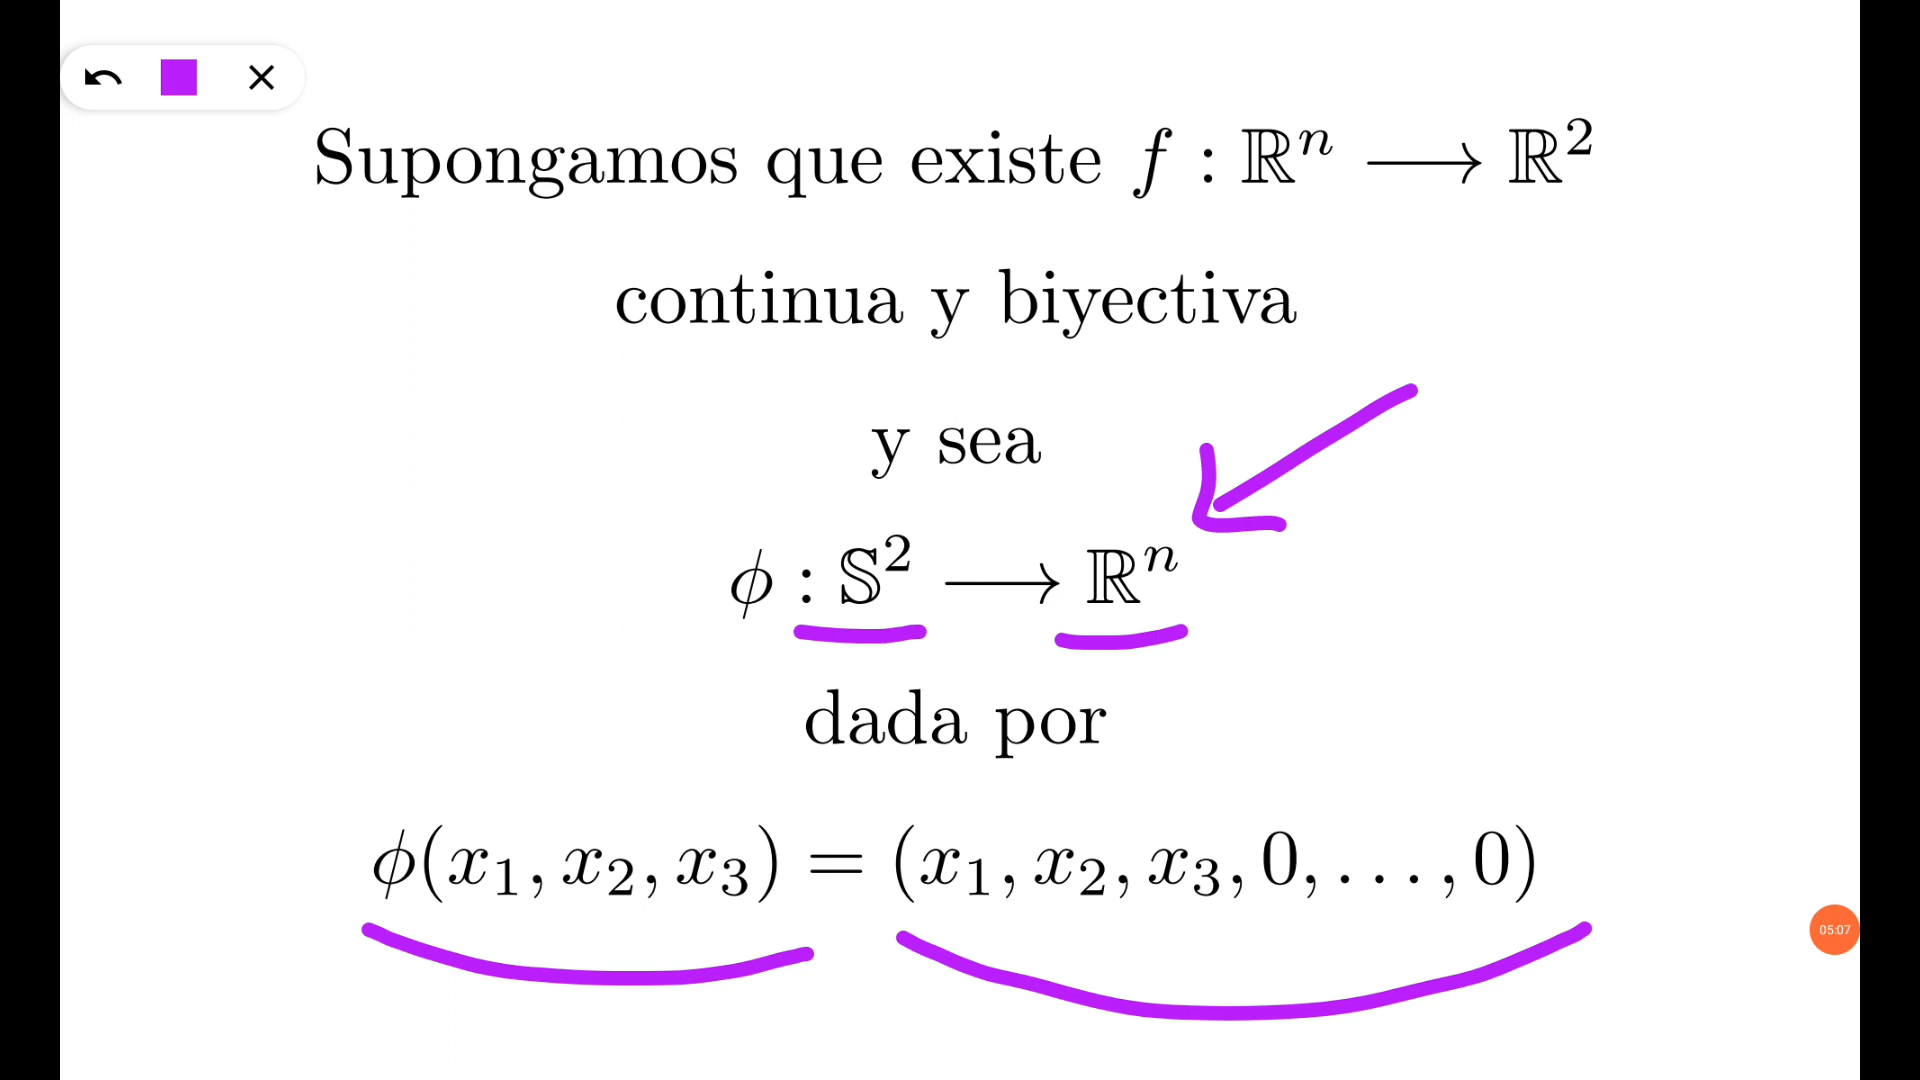 Supongamos que existe f : ℝⁿ ⟶ ℝ²
continua y biyectiva
y sea
ϕ : 𝕊² ⟶ ℝⁿ
dada por
ϕ(x₁, x₂, x₃) = (x₁, x₂, x₃, 0, . . . , 0)
05:07